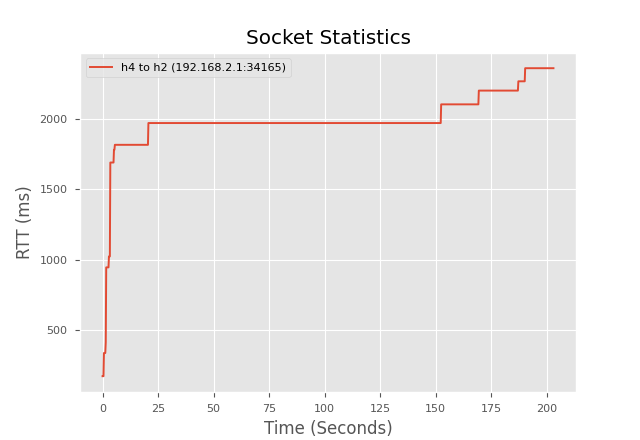 Socket Statistics
h4 to h2 (192.168.2.1:34165)
2000
1500
1000
500
RTT (ms)
0 25 50 75 100 125 150 175 200
Time (Seconds)